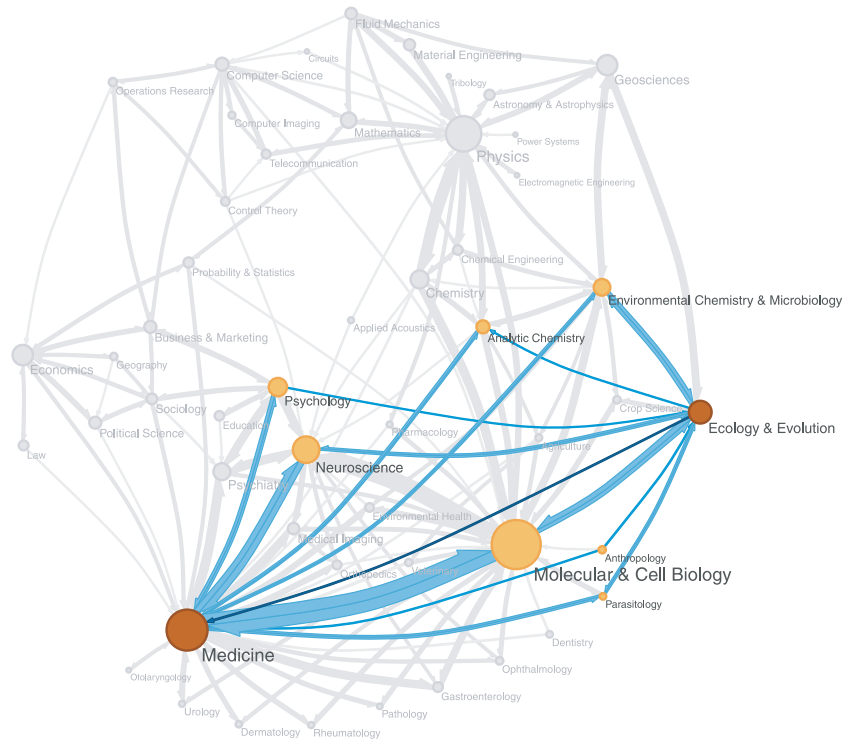 Fluid Mechanics
Material Engineering
Circuits
Computer Science
Tribology
Geosciences
Operations Research
Astronomy & Astrophysics
Computer Imaging
Mathematics
Power Systems
Physics
Telecommunication
Electromagnetic Engineering
Control Theory
Chemical Engineering
Probability & Statistics
Chemistry
Environmental Chemistry & Microbiology
Applied Acoustics
Business & Marketing
Analytic Chemistry
Geography
Economics
Psychology
Sociology
Crop Science
Education
Ecology & Evolution
Political Science
Pharmacology
Agriculture
Law
Neuroscience
Psychiatry
Environmental Health
Medical Imaging
Anthropology
Orthopedics
Veterinary
Molecular & Cell Biology
Parasitology
Dentistry
Medicine
Ophthalmology
Otolaryngology
Gastroenterology
Urology
Pathology
Dermatology
Rheumatology